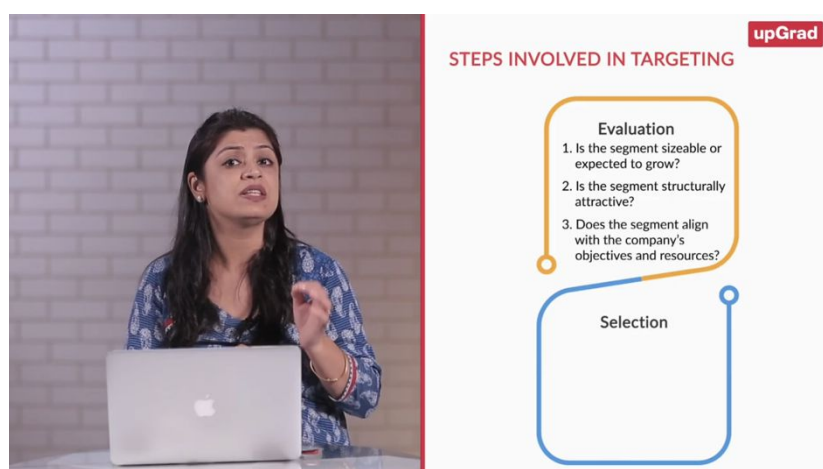 upGrad
STEPS INVOLVED IN TARGETING
Evaluation
1. Is the segment sizeable or
expected to grow?
2. Is the segment structurally
attractive?
3. Does the segment align
with the company's
objectives and resources?
Selection